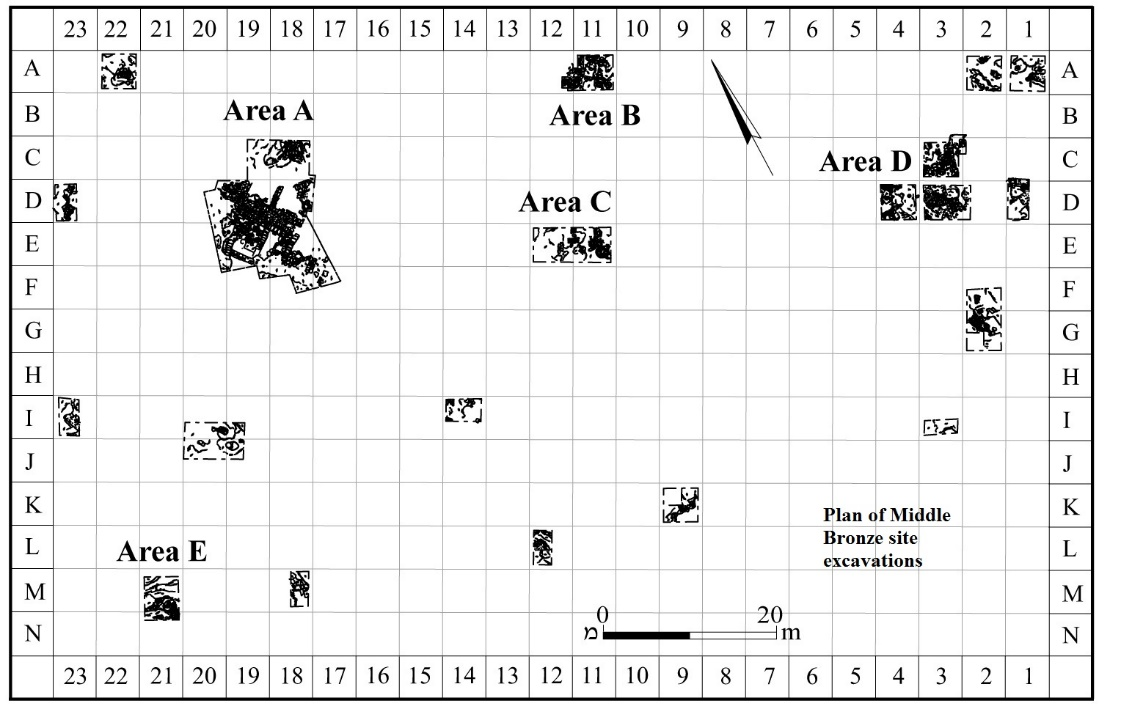 23 22 21 20 19 18 17 16 15 14 13 12 11 10 9 8 7 6 5 4 3 2 1
A A
B Area A Area B B
C Area D C
D Area C D
E E
F F
G G
H H
I I
J J
K K
Plan of Middle
Bronze site
excavations
L Area E L
M M
0 20
מ m
N N
23 22 21 20 19 18 17 16 15 14 13 12 11 10 9 8 7 6 5 4 3 2 1